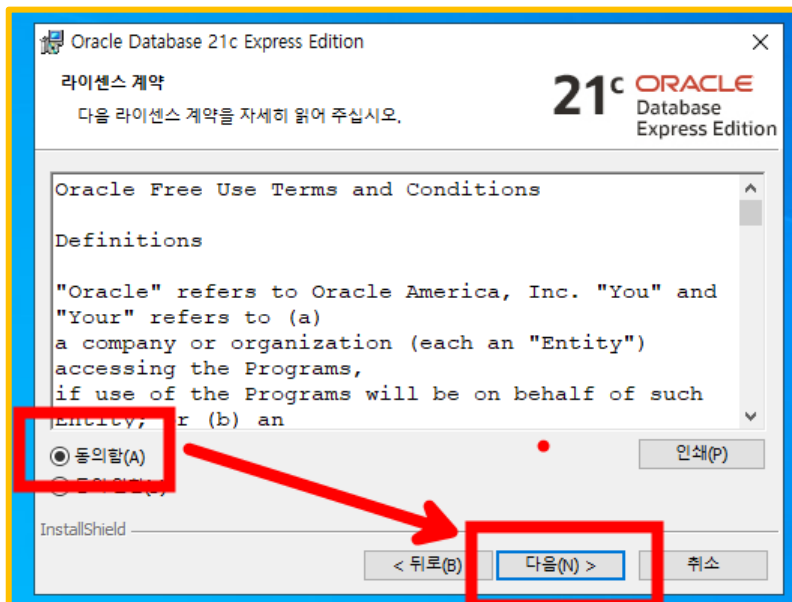 Oracle Database 21c Express Edition
라이센스 계약
다음 라이센스 계약을 자세히 읽어 주십시오.
21c ORACLE
Database
Express Edition
Oracle Free Use Terms and Conditions
Definitions
"Oracle" refers to Oracle America, Inc. "You" and
"Your" refers to (a)
a company or organization (each an "Entity")
accessing the Programs,
if use of the Programs will be on behalf of such
(b) an
동의함(A)
인쇄(P)
InstallShield
< 뒤로(B)
다음(N) >
취소